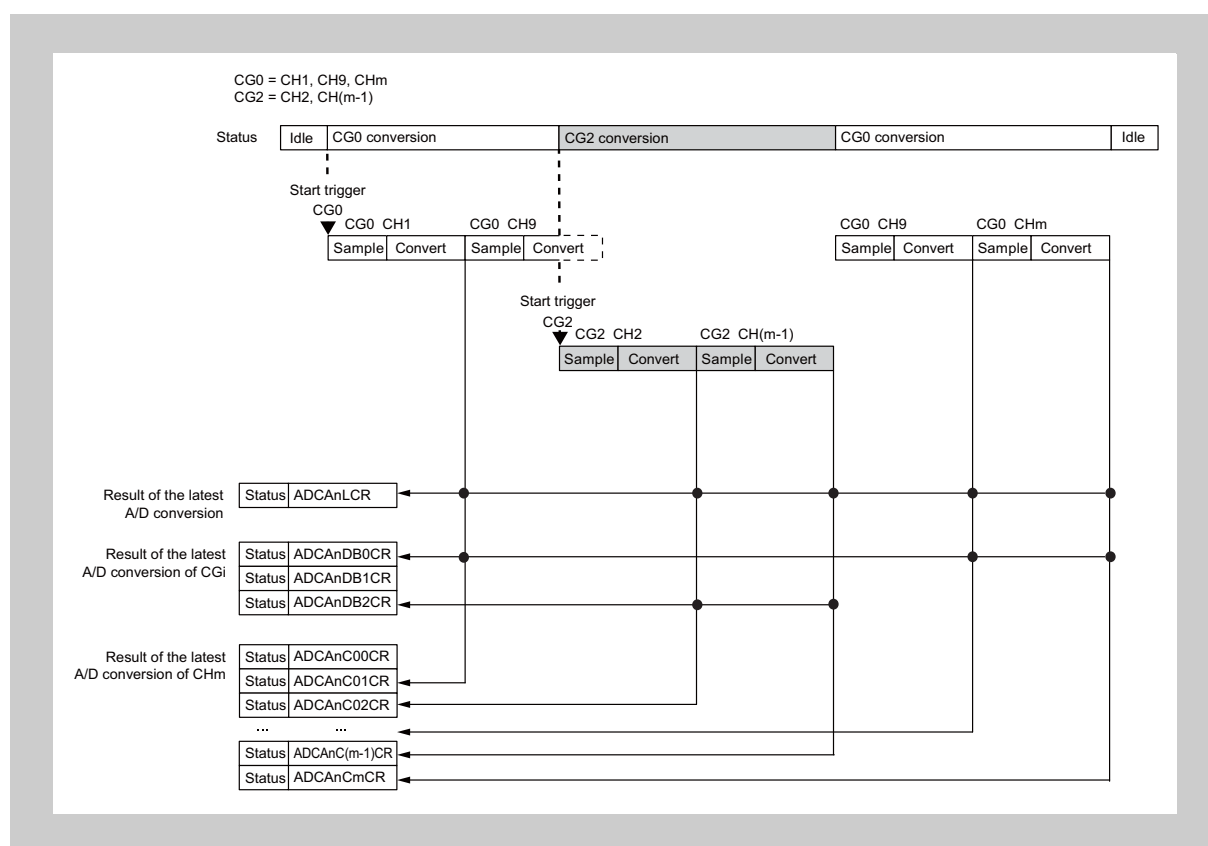 CG0 = CH1, CH9, CHm
CG2 = CH2, CH(m-1)
Status Idle CG0 conversion CG2 conversion CG0 conversion Idle
Start trigger
CG0
CG0 CH1 CG0 CH9 CG0 CH9 CG0 CHm
Sample Convert Sample Convert Sample Convert Sample Convert
Start trigger
CG2
CG2 CH2 CG2 CH(m-1)
Sample Convert Sample Convert
Result of the latest
A/D conversion
Status ADCAnLCR
Result of the latest
A/D conversion of CGi
Status ADCAnDB0CR
Status ADCAnDB1CR
Status ADCAnDB2CR
Result of the latest
A/D conversion of CHm
Status ADCAnC00CR
Status ADCAnC01CR
Status ADCAnC02CR
... ...
Status ADCAnC(m-1)CR
Status ADCAnCmCR